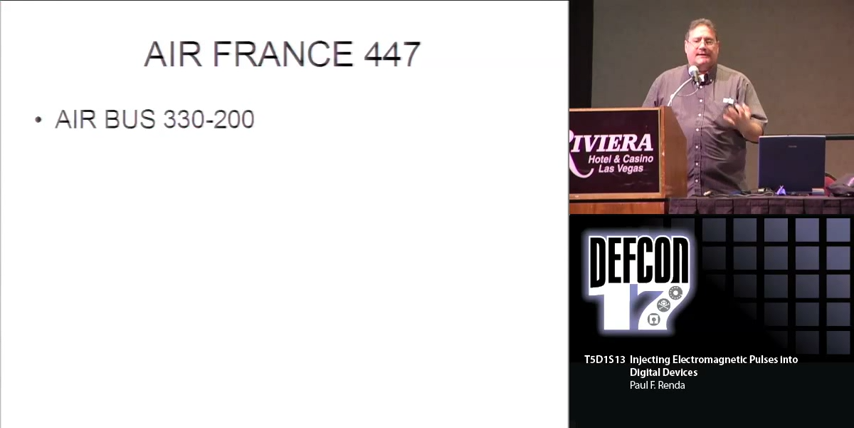 AIR FRANCE 447
• AIR BUS 330-200
RIVIERA
Hotel & Casino
Las Vegas
DEFCON
17
T5D1S13 Injecting Electromagnetic Pulses into
Digital Devices
Paul F. Renda